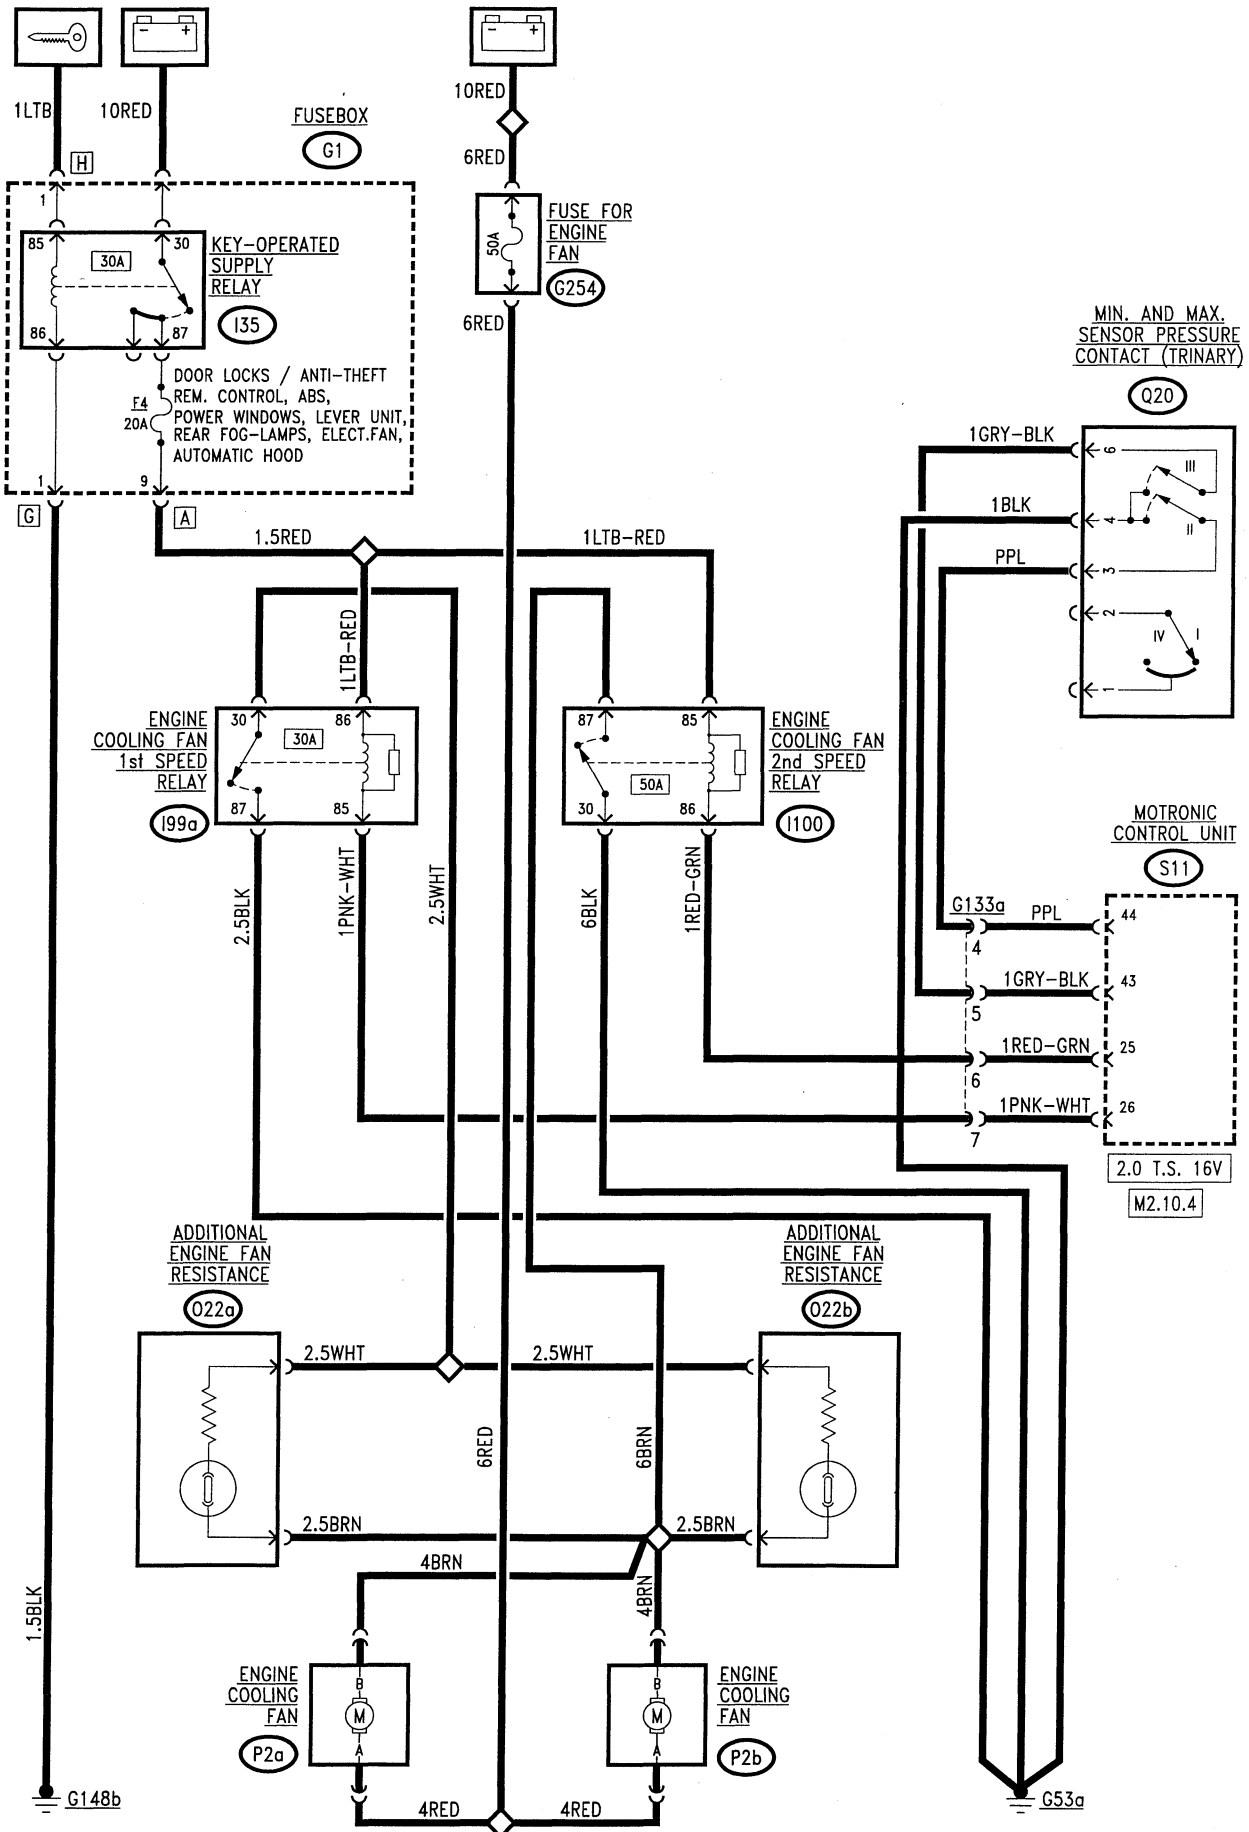 - +
- +
1LTB
10RED
10RED
FUSEBOX
G1
H
6RED
1
FUSE FOR
ENGINE
FAN
50A
G254
85
30A
30
KEY-OPERATED
SUPPLY
RELAY
I35
86
87
6RED
MIN. AND MAX.
SENSOR PRESSURE
CONTACT (TRINARY)
Q20
DOOR LOCKS / ANTI-THEFT
REM. CONTROL, ABS,
POWER WINDOWS, LEVER UNIT,
REAR FOG-LAMPS, ELECT.FAN,
AUTOMATIC HOOD
F4
20A
1GRY-BLK
6
III
1
9
G
A
1BLK
4
II
1.5RED
1LTB-RED
PPL
3
1LTB-RED
2
IV
I
1
ENGINE
COOLING FAN
1st SPEED
RELAY
I99a
30
86
30A
87
85
87
85
50A
30
86
ENGINE
COOLING FAN
2nd SPEED
RELAY
I100
MOTRONIC
CONTROL UNIT
S11
2.5BLK
1PNK-WHT
2.5WHT
6BLK
1RED-GRN
G133a
PPL
44
4
1GRY-BLK
43
5
1RED-GRN
25
6
1PNK-WHT
26
7
2.0 T.S. 16V
M2.10.4
ADDITIONAL
ENGINE FAN
RESISTANCE
O22a
ADDITIONAL
ENGINE FAN
RESISTANCE
O22b
2.5WHT
2.5WHT
6RED
6BRN
2.5BRN
2.5BRN
4BRN
4BRN
1.5BLK
ENGINE
COOLING
FAN
P2a
B
M
A
B
M
A
ENGINE
COOLING
FAN
P2b
G148b
4RED
4RED
G53a